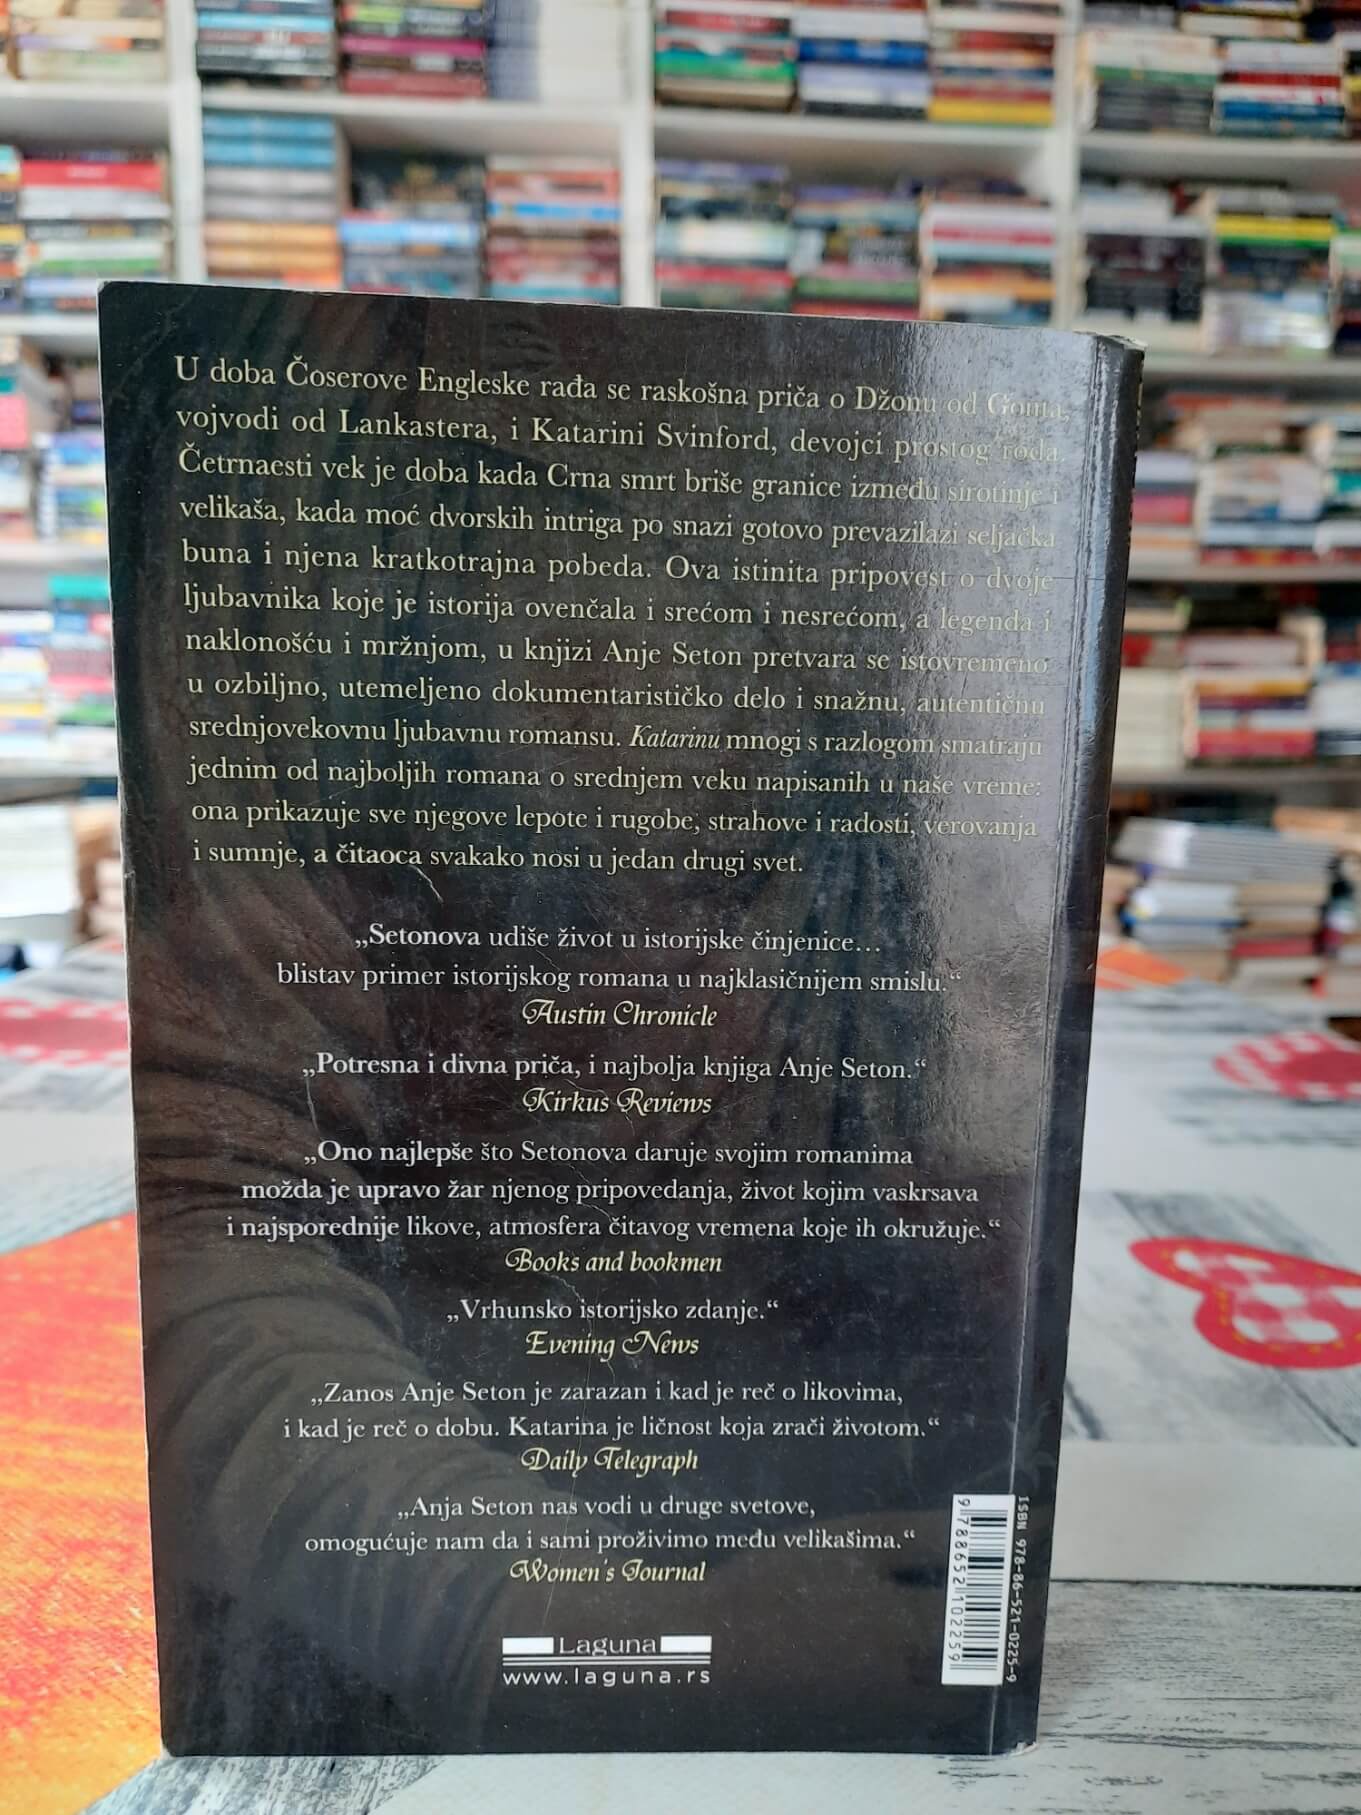 U doba Čoserove Engleske rađa se raskošna priča o Džonu od Gonta,
vojvodi od Lankastera, i Katarini Svinford, devojci prostog roda.
Četrnaesti vek je doba kada Crna smrt briše granice između sirotinje i
velikaša, kada moć dvorskih intriga po snazi gotovo prevazilazi seljačka
buna i njena kratkotrajna pobeda. Ova istinita pripovest o dvoje
ljubavnika koje je istorija ovenčala i srećom i nesrećom, a legenda i
naklonošću i mržnjom, u knjizi Anje Seton pretvara se istovremeno
u ozbiljno, utemeljeno dokumentarističko delo i snažnu, autentičnu
srednjovekovnu ljubavnu romansu. Katarinu mnogi s razlogom smatraju
jednim od najboljih romana o srednjem veku napisanih u naše vreme:
ona prikazuje sve njegove lepote i rugobe, strahove i radosti, verovanja
i sumnje, a čitaoca svakako nosi u jedan drugi svet.
„Setonova udiše život u istorijske činjenice…
blistav primer istorijskog romana u najklasičnijem smislu.“
Austin Chronicle
„Potresna i divna priča, i najbolja knjiga Anje Seton.“
Kirkus Reviews
„Ono najlepše što Setonova daruje svojim romanima
možda je upravo žar njenog pripovedanja, život kojim vaskrsava
i najsporednije likove, atmosfera čitavog vremena koje ih okružuje.“
Books and bookmen
„Vrhunsko istorijsko zdanje.“
Evening News
„Zanos Anje Seton je zarazan i kad je reč o likovima,
i kad je reč o dobu. Katarina je ličnost koja zrači životom.“
Daily Telegraph
„Anja Seton nas vodi u druge svetove,
omogućuje nam da i sami proživimo među velikašima.“
Women's Journal
Laguna
www.laguna.rs
ISBN 978-86-521-0225-9
9 788652 102259